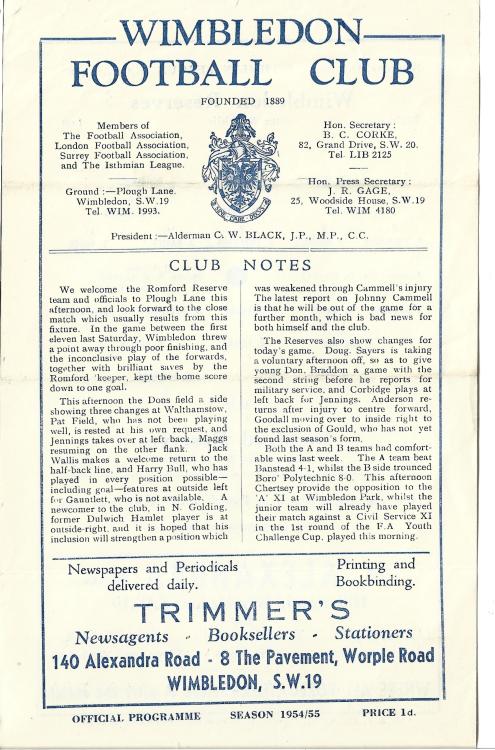 WIMBLEDON
FOOTBALL CLUB
FOUNDED 1889
Members of
The Football Association,
London Football Association,
Surrey Football Association,
and The Isthmian League.
Ground :—Plough Lane.
Wimbledon, S.W.19
Tel. WIM. 1993.
Hon. Secretary :
B. C. CORKE,
82, Grand Drive, S.W. 20.
Tel LIB 2125
Hon. Press Secretary :
J. R. GAGE,
25, Woodside House, S.W.19
Tel WIM 4180
President :—Alderman C. W. BLACK, J.P., M.P., C.C.
CLUB NOTES
We welcome the Romford Reserve
team and officials to Plough Lane this
afternoon, and look forward to the close
match which usually results from this
fixture. In the game between the first
eleven last Saturday, Wimbledon threw
a point away through poor finishing, and
the inconclusive play of the forwards,
together with brilliant saves by the
Romford 'keeper, kept the home score
down to one goal.
This afternoon the Dons field a side
showing three changes at Walthamstow,
Pat Field, who has not been playing
well, is rested at his own request, and
Jennings takes over at left back, Maggs
resuming on the other flank. Jack
Wallis makes a welcome return to the
half-back line, and Harry Bull, who has
played in every position possible—
including goal—features at outside left
for Gauntlett, who is not available. A
newcomer to the club, in N. Golding,
former Dulwich Hamlet player is at
outside-right, and it is hoped that his
inclusion will strengthen a position which
was weakened through Cammell's injury
The latest report on Johnny Cammell
is that he will be out of the game for a
further month, which is bad news for
both himself and the club.
The Reserves also show changes for
today's game. Doug. Sayers is taking
a voluntary afternoon off, so as to give
young Don. Braddon a game with the
second string before he reports for
military service, and Corbidge plays at
left back for Jennings. Anderson re-
turns after injury to centre forward,
Goodall moving over to inside right to
the exclusion of Gould, who has not yet
found last season's form.
Both the A and B teams had comfort-
able wins last week. The A team beat
Banstead 4-1, whilst the B side trounced
Boro' Polytechnic 8-0. This afternoon
Chertsey provide the opposition to the
'A' XI at Wimbledon Park, whilst the
junior team will already have played
their match against a Civil Service XI
in the 1st round of the F.A Youth
Challenge Cup, played this morning.
Newspapers and Periodicals
delivered daily.
Printing and
Bookbinding.
TRIMMER'S
Newsagents - Booksellers - Stationers
140 Alexandra Road - 8 The Pavement, Worple Road
WIMBLEDON, S.W.19
OFFICIAL PROGRAMME SEASON 1954/55 PRICE 1d.